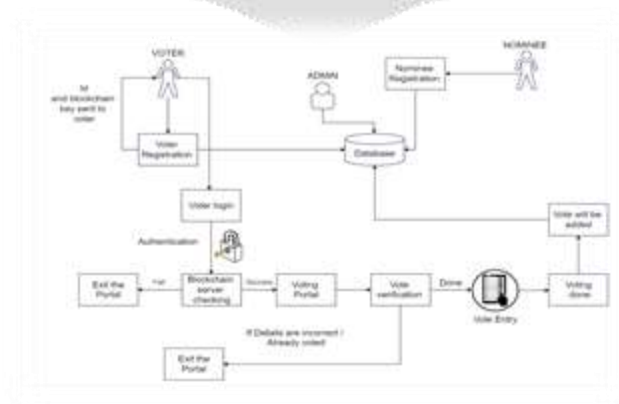 VOTER
NOMINEE
ADMIN
Nominee
Registration
Id
and blockchain
key sent to
voter
Voter
Registration
Database
Voter login
Vote will be
added
Authentication
Exit the
Portal
Fail
Blockchain
server
checking
Success
Voting
Portal
Vote
verification
Done
Vote Entry
Voting
done
If Details are incorrect /
Already voted
Exit the
Portal